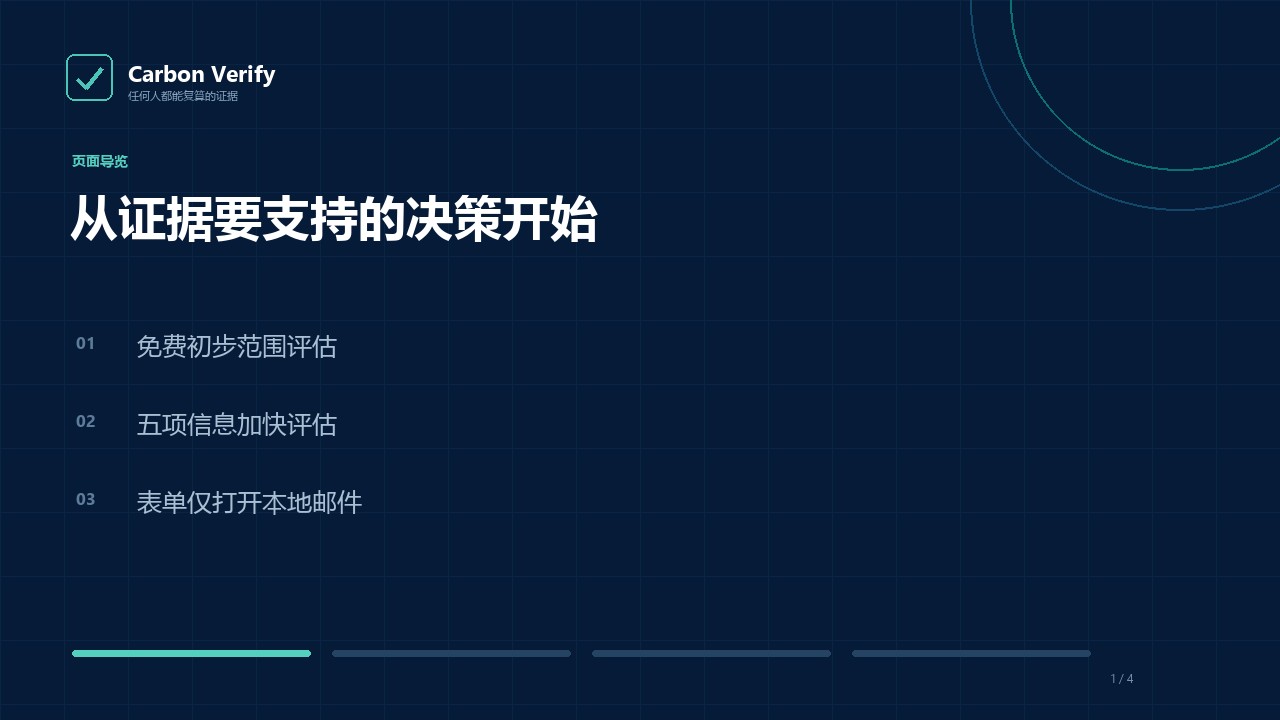 Carbon Verify
任何人都能复算的证据
页面导览
从证据要支持的决策开始
01 免费初步范围评估
02 五项信息加快评估
03 表单仅打开本地邮件
1 / 4